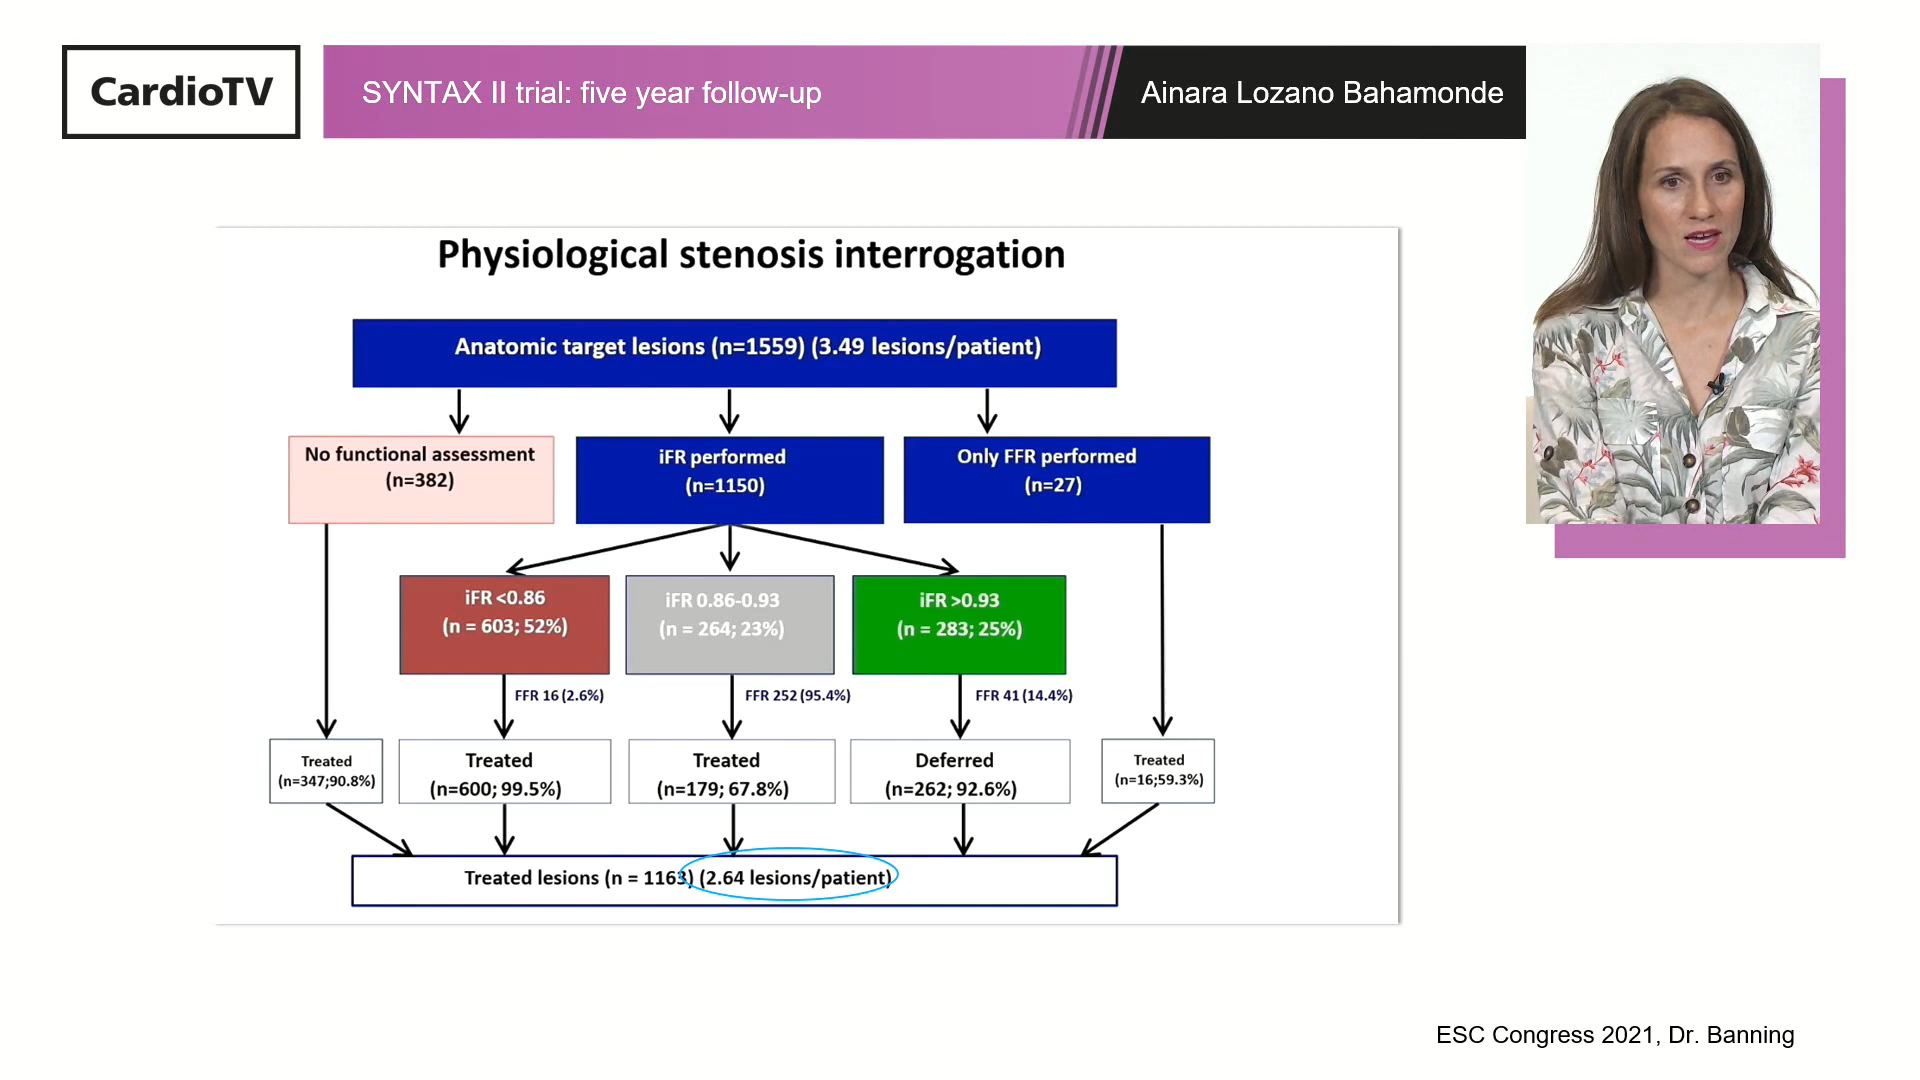 CardioTV
SYNTAX II trial: five year follow-up
Ainara Lozano Bahamonde
Physiological stenosis interrogation
Anatomic target lesions (n=1559) (3.49 lesions/patient)
No functional assessment
(n=382)
iFR performed
(n=1150)
Only FFR performed
(n=27)
iFR <0.86
(n = 603; 52%)
iFR 0.86-0.93
(n = 264; 23%)
iFR >0.93
(n = 283; 25%)
FFR 16 (2.6%)
FFR 252 (95.4%)
FFR 41 (14.4%)
Treated
(n=347;90.8%)
Treated
(n=600; 99.5%)
Treated
(n=179; 67.8%)
Deferred
(n=262; 92.6%)
Treated
(n=16;59.3%)
Treated lesions (n = 1163) (2.64 lesions/patient)
ESC Congress 2021, Dr. Banning